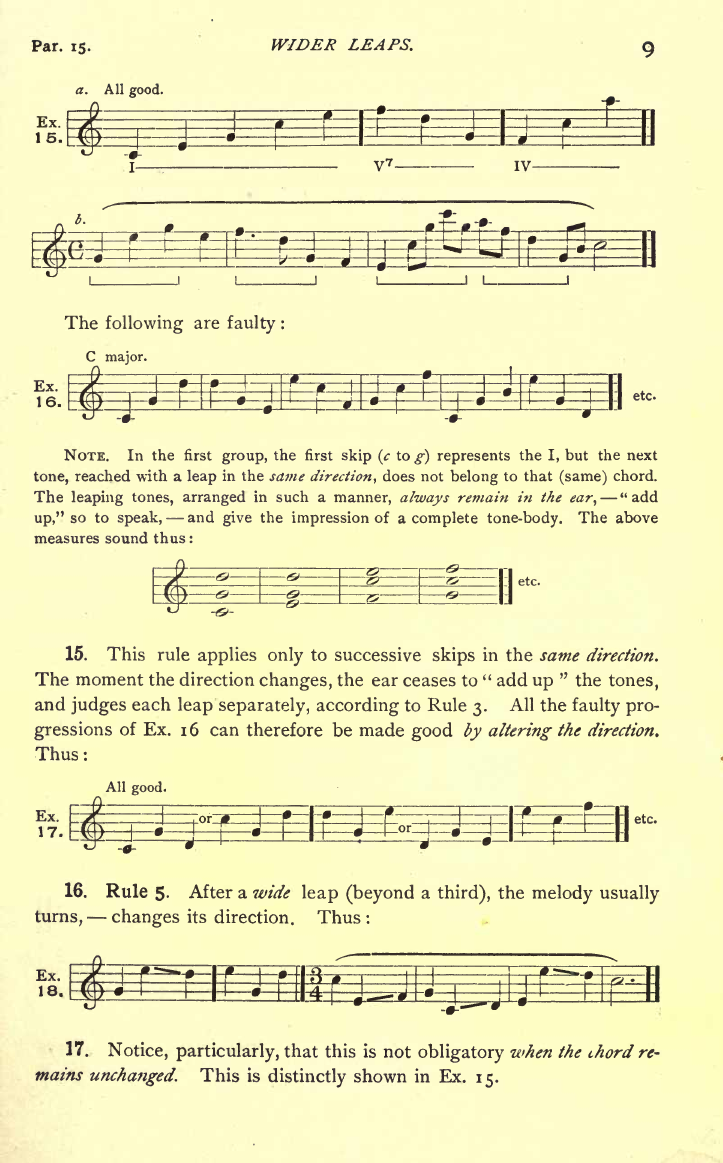 Par. 15. WIDER LEAPS. 9
a. All good.
Ex. 15.
I V7 IV
b.
The following are faulty :
C major.
Ex. 16. etc.
NOTE. In the first group, the first skip (c to g) represents the I, but the next
tone, reached with a leap in the same direction, does not belong to that (same) chord.
The leaping tones, arranged in such a manner, always remain in the ear, — “ add
up,” so to speak, — and give the impression of a complete tone-body. The above
measures sound thus :
etc.
15. This rule applies only to successive skips in the same direction.
The moment the direction changes, the ear ceases to “ add up ” the tones,
and judges each leap separately, according to Rule 3. All the faulty pro-
gressions of Ex. 16 can therefore be made good by altering the direction.
Thus :
All good.
Ex. 17. or or etc.
16. Rule 5. After a wide leap (beyond a third), the melody usually
turns, — changes its direction. Thus :
Ex. 18. 3 4
17. Notice, particularly, that this is not obligatory when the chord re-
mains unchanged. This is distinctly shown in Ex. 15.